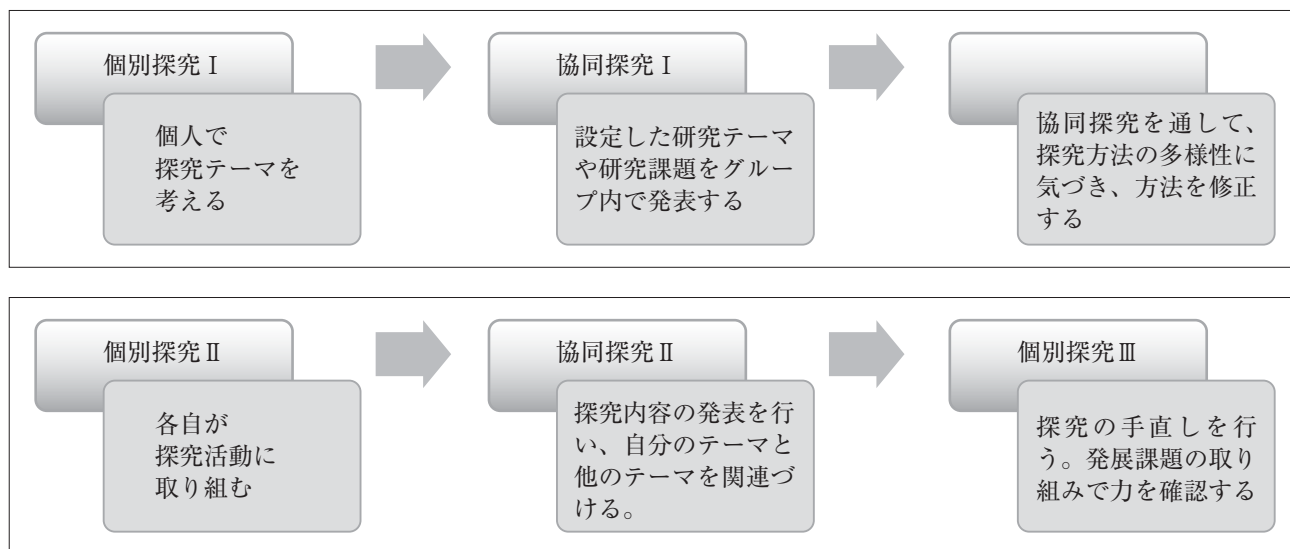 個別探究Ⅰ
個人で
探究テーマを
考える
協同探究Ⅰ
設定した研究テーマ
や研究課題をグルー
プ内で発表する
協同探究を通して、
探究方法の多様性に
気づき、方法を修正
する
個別探究Ⅱ
各自が
探究活動に
取り組む
協同探究Ⅱ
探究内容の発表を行
い、自分のテーマと
他のテーマを関連づ
ける。
個別探究Ⅲ
探究の手直しを行
う。発展課題の取り
組みで力を確認する